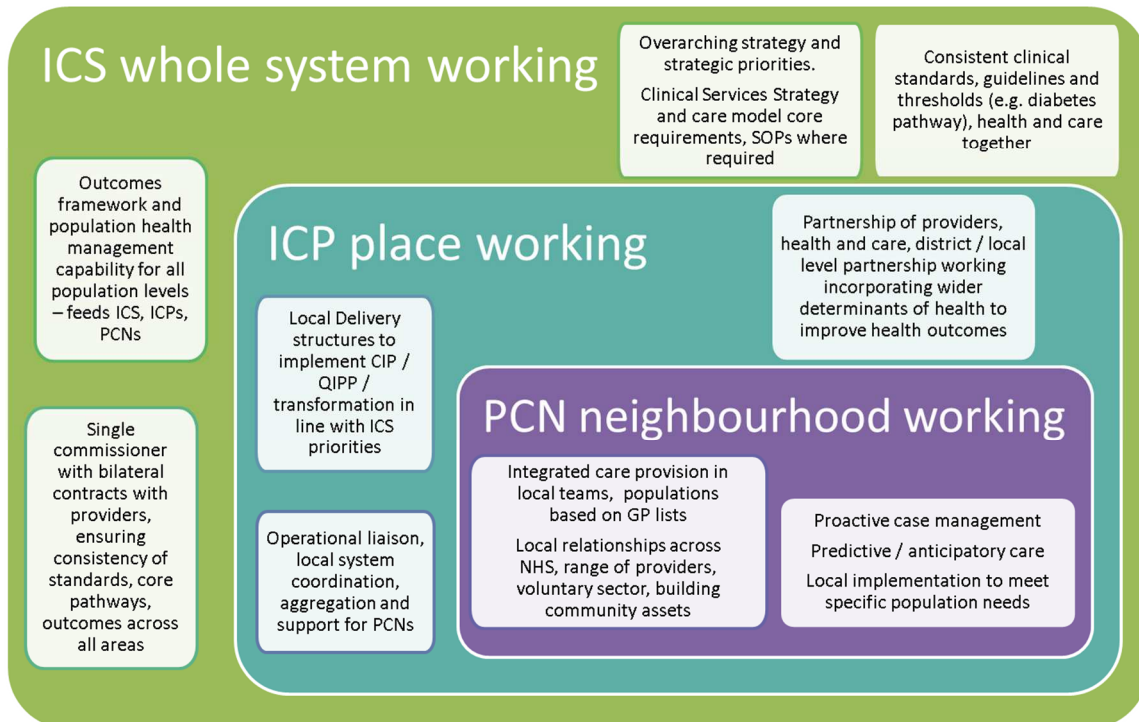 ICS whole system working
Overarching strategy and
strategic priorities.
Clinical Services Strategy
and care model core
requirements, SOPs where
required
Consistent clinical
standards, guidelines and
thresholds (e.g. diabetes
pathway), health and care
together
Outcomes
framework and
population health
management
capability for all
population levels
– feeds ICS, ICPs,
PCNs
Single
commissioner
with bilateral
contracts with
providers,
ensuring
consistency of
standards, core
pathways,
outcomes across
all areas
ICP place working
Partnership of providers,
health and care, district / local
level partnership working
incorporating wider
determinants of health to
improve health outcomes
Local Delivery
structures to
implement CIP /
QIPP /
transformation in
line with ICS
priorities
Operational liaison,
local system
coordination,
aggregation and
support for PCNs
PCN neighbourhood working
Integrated care provision in
local teams, populations
based on GP lists
Local relationships across
NHS, range of providers,
voluntary sector, building
community assets
Proactive case management
Predictive / anticipatory care
Local implementation to meet
specific population needs